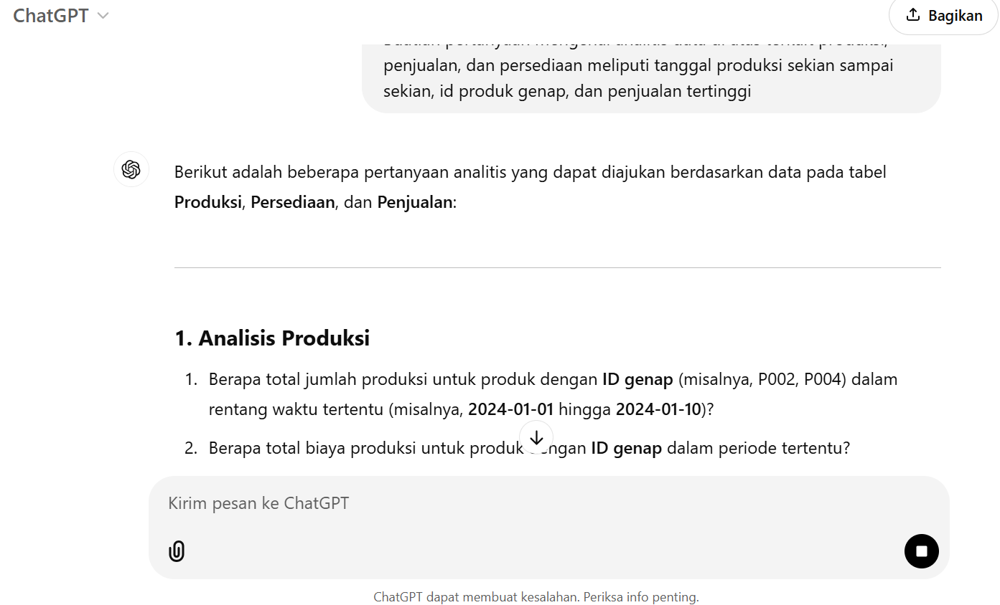 ChatGPT
Bagikan
penjualan, dan persediaan meliputi tanggal produksi sekian sampai
sekian, id produk genap, dan penjualan tertinggi
Berikut adalah beberapa pertanyaan analitis yang dapat diajukan berdasarkan data pada tabel
Produksi, Persediaan, dan Penjualan:
1. Analisis Produksi
1. Berapa total jumlah produksi untuk produk dengan ID genap (misalnya, P002, P004) dalam
rentang waktu tertentu (misalnya, 2024-01-01 hingga 2024-01-10)?
2. Berapa total biaya produksi untuk produk dengan ID genap dalam periode tertentu?
Kirim pesan ke ChatGPT
ChatGPT dapat membuat kesalahan. Periksa info penting.